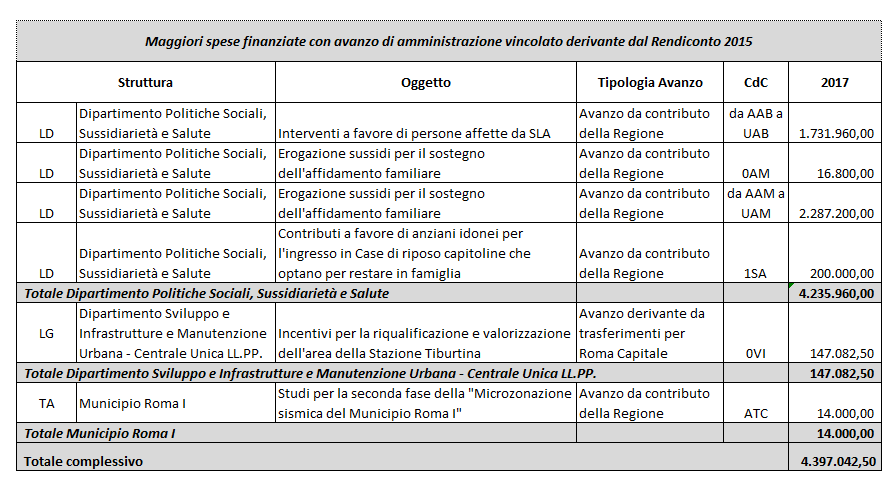 Maggiori spese finanziate con avanzo di amministrazione vincolato derivante dal Rendiconto 2015
Struttura Oggetto Tipologia Avanzo CdC 2017
LD Dipartimento Politiche Sociali, Sussidiarietà e Salute Interventi a favore di persone affette da SLA Avanzo da contributo della Regione da AAB a UAB 1.731.960,00
LD Dipartimento Politiche Sociali, Sussidiarietà e Salute Erogazione sussidi per il sostegno dell'affidamento familiare Avanzo da contributo della Regione 0AM 16.800,00
LD Dipartimento Politiche Sociali, Sussidiarietà e Salute Erogazione sussidi per il sostegno dell'affidamento familiare Avanzo da contributo della Regione da AAM a UAM 2.287.200,00
LD Dipartimento Politiche Sociali, Sussidiarietà e Salute Contributi a favore di anziani idonei per l'ingresso in Case di riposo capitoline che optano per restare in famiglia Avanzo da contributo della Regione 1SA 200.000,00
Totale Dipartimento Politiche Sociali, Sussidiarietà e Salute 4.235.960,00
LG Dipartimento Sviluppo e Infrastrutture e Manutenzione Urbana - Centrale Unica LL.PP. Incentivi per la riqualificazione e valorizzazione dell'area della Stazione Tiburtina Avanzo derivante da trasferimenti per Roma Capitale 0VI 147.082,50
Totale Dipartimento Sviluppo e Infrastrutture e Manutenzione Urbana - Centrale Unica LL.PP. 147.082,50
TA Municipio Roma I Studi per la seconda fase della "Microzonazione sismica del Municipio Roma I" Avanzo da contributo della Regione ATC 14.000,00
Totale Municipio Roma I 14.000,00
Totale complessivo 4.397.042,50